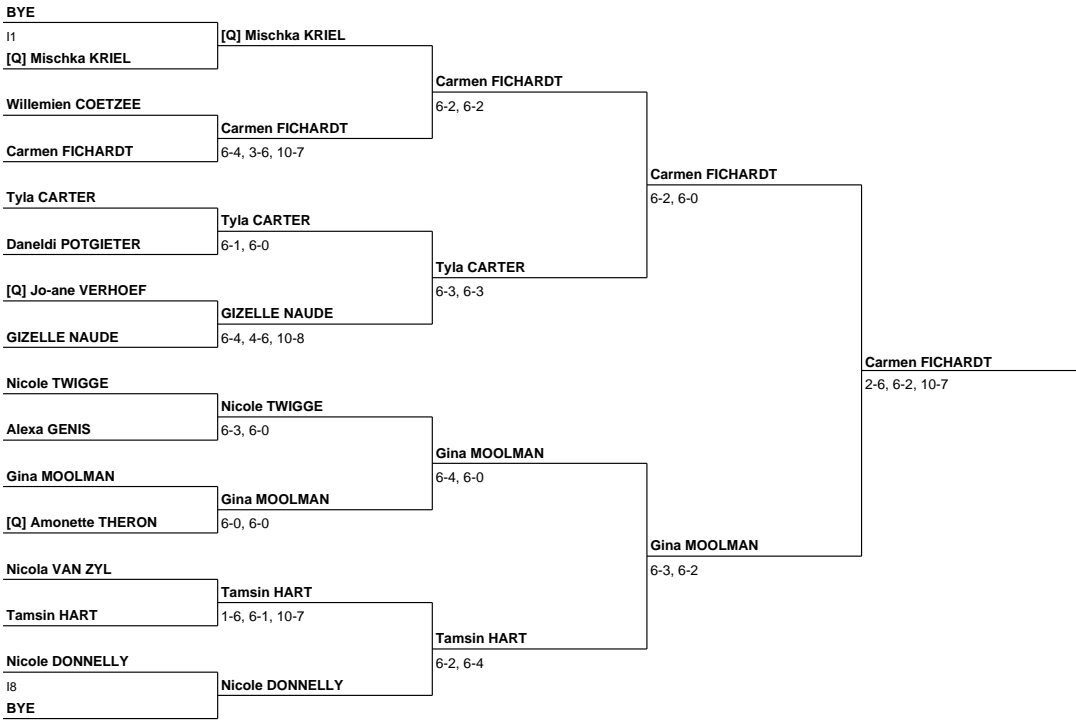 BYE
I1
[Q] Mischka KRIEL
Willemien COETZEE
Carmen FICHARDT
Tyla CARTER
Daneldi POTGIETER
[Q] Jo-ane VERHOEF
GIZELLE NAUDE
Nicole TWIGGE
Alexa GENIS
Gina MOOLMAN
[Q] Amonette THERON
Nicola VAN ZYL
Tamsin HART
Nicole DONNELLY
I8
BYE
[Q] Mischka KRIEL
Carmen FICHARDT
6-4, 3-6, 10-7
Tyla CARTER
6-1, 6-0
GIZELLE NAUDE
6-4, 4-6, 10-8
Nicole TWIGGE
6-3, 6-0
Gina MOOLMAN
6-0, 6-0
Tamsin HART
1-6, 6-1, 10-7
Nicole DONNELLY
Carmen FICHARDT
6-2, 6-2
Tyla CARTER
6-3, 6-3
Gina MOOLMAN
6-4, 6-0
Tamsin HART
6-2, 6-4
Carmen FICHARDT
6-2, 6-0
Gina MOOLMAN
6-3, 6-2
Carmen FICHARDT
2-6, 6-2, 10-7